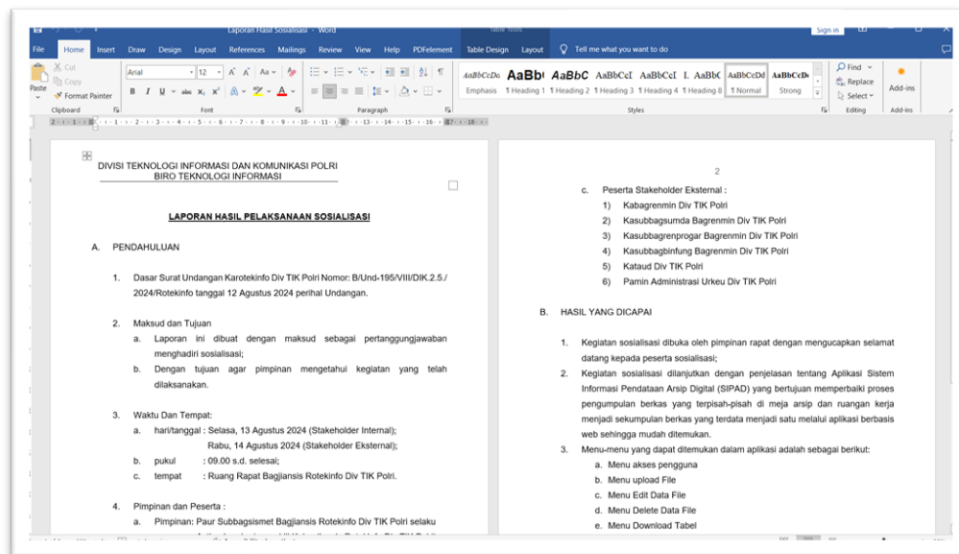 Laporan Hasil Sosialisasi - Word
Table Tools
Sign in
File Home Insert Draw Design Layout References Mailings Review View Help PDFelement Table Design Layout Tell me what you want to do
Cut
Copy
Format Painter
Paste
Clipboard
Arial 12
Font
Paragraph
AaBbCcDc AaBbC AaBbC AaBbCcI AaBbCcI 1. AaBbC AaBbCcDd AaBbCcDc
Emphasis ¶ Heading 1 ¶ Heading 2 ¶ Heading 3 ¶ Heading 4 ¶ Heading 8 ¶ Normal Strong
Styles
Find
Replace
Select
Editing
Add-ins
Add-ins
DIVISI TEKNOLOGI INFORMASI DAN KOMUNIKASI POLRI
BIRO TEKNOLOGI INFORMASI
LAPORAN HASIL PELAKSANAAN SOSIALISASI
A. PENDAHULUAN
1. Dasar Surat Undangan Karotekinfo Div TIK Polri Nomor: B/Und-195/VIII/DIK.2.5./
2024/Rotekinfo tanggal 12 Agustus 2024 perihal Undangan.
2. Maksud dan Tujuan
a. Laporan ini dibuat dengan maksud sebagai pertanggungjawaban
menghadiri sosialisasi;
b. Dengan tujuan agar pimpinan mengetahui kegiatan yang telah
dilaksanakan.
3. Waktu Dan Tempat:
a. hari/tanggal : Selasa, 13 Agustus 2024 (Stakeholder Internal);
Rabu, 14 Agustus 2024 (Stakeholder Eksternal);
b. pukul : 09.00 s.d. selesai;
c. tempat : Ruang Rapat Bagjiansis Rotekinfo Div TIK Polri.
4. Pimpinan dan Peserta :
a. Pimpinan: Paur Subbagsismet Bagjiansis Rotekinfo Div TIK Polri selaku
2
c. Peserta Stakeholder Eksternal :
1) Kabagrenmin Div TIK Polri
2) Kasubbagsumda Bagrenmin Div TIK Polri
3) Kasubbagrenprogar Bagrenmin Div TIK Polri
4) Kasubbagbinfung Bagrenmin Div TIK Polri
5) Kataud Div TIK Polri
6) Pamin Administrasi Urkeu Div TIK Polri
B. HASIL YANG DICAPAI
1. Kegiatan sosialisasi dibuka oleh pimpinan rapat dengan mengucapkan selamat
datang kepada peserta sosialisasi;
2. Kegiatan sosialisasi dilanjutkan dengan penjelasan tentang Aplikasi Sistem
Informasi Pendataan Arsip Digital (SIPAD) yang bertujuan memperbaiki proses
pengumpulan berkas yang terpisah-pisah di meja arsip dan ruangan kerja
menjadi sekumpulan berkas yang terdata menjadi satu melalui aplikasi berbasis
web sehingga mudah ditemukan.
3. Menu-menu yang dapat ditemukan dalam aplikasi adalah sebagai berikut:
a. Menu akses pengguna
b. Menu upload File
c. Menu Edit Data File
d. Menu Delete Data File
e. Menu Download Tabel